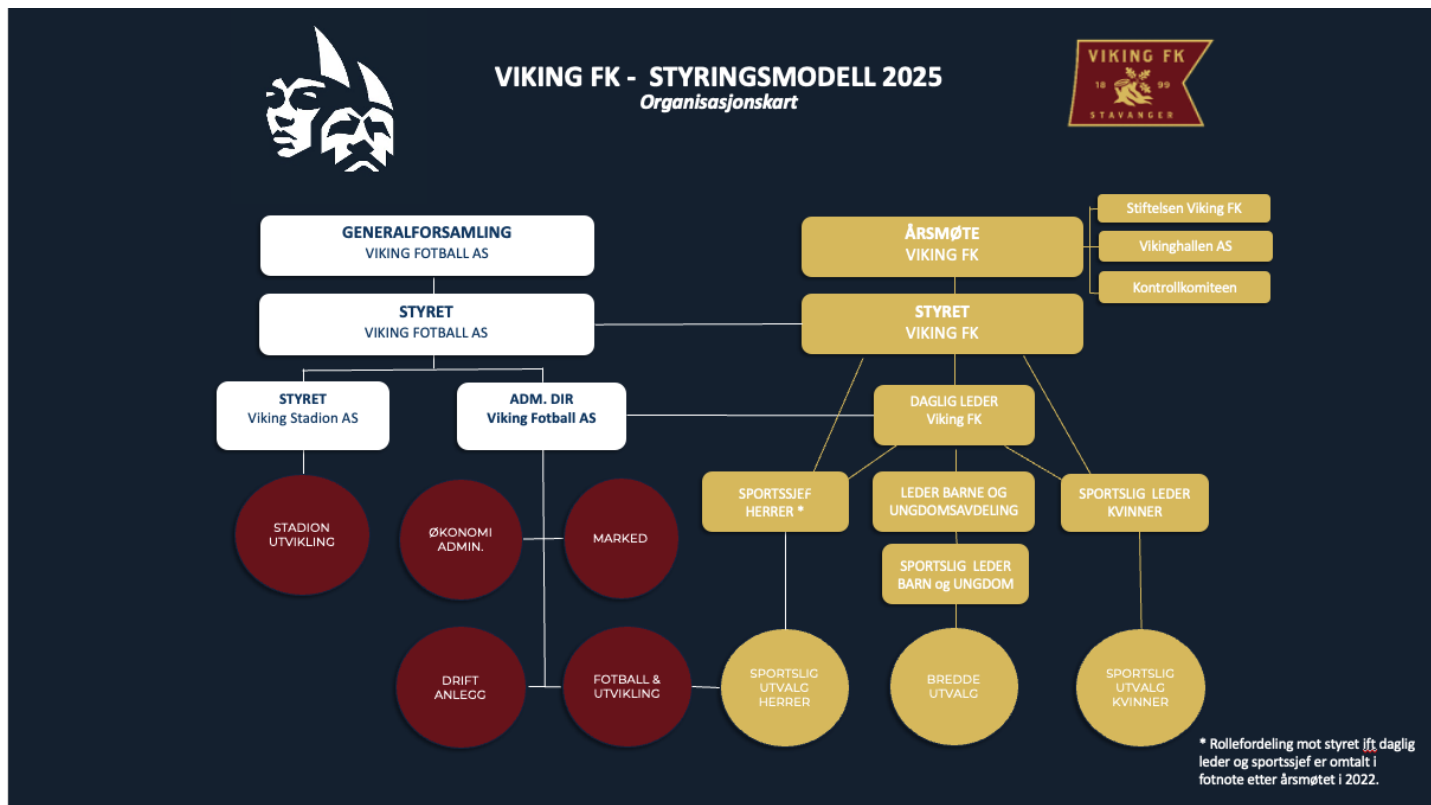 VIKING FK - STYRINGSMODELL 2025
Organisasjonskart
VIKING FK
18 99
STAVANGER
GENERALFORSAMLING
VIKING FOTBALL AS
ÅRSMØTE
VIKING FK
Stiftelsen Viking FK
Vikinghallen AS
Kontrollkomiteen
STYRET
VIKING FOTBALL AS
STYRET
VIKING FK
STYRET
Viking Stadion AS
ADM. DIR
Viking Fotball AS
DAGLIG LEDER
Viking FK
SPORTSSJEF
HERRER *
LEDER BARNE OG
UNGDOMSAVDELING
SPORTSLIG LEDER
KVINNER
STADION
UTVIKLING
ØKONOMI
ADMIN.
MARKED
SPORTSLIG LEDER
BARN og UNGDOM
DRIFT
ANLEGG
FOTBALL &
UTVIKLING
SPORTSLIG
UTVALG
HERRER
BREDDE
UTVALG
SPORTSLIG
UTVALG
KVINNER
* Rollefordeling mot styret ift daglig
leder og sportssjef er omtalt i
fotnote etter årsmøtet i 2022.